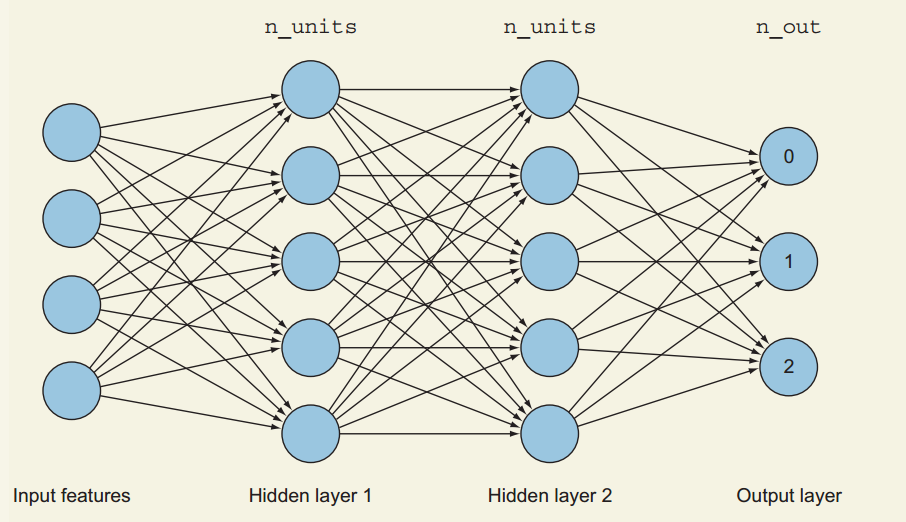 n_units n_units n_out
0
1
2
Input features Hidden layer 1 Hidden layer 2 Output layer